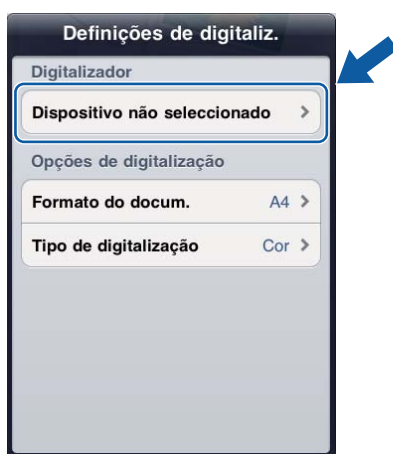 Definições de digitaliz.
Digitalizador
Dispositivo não seleccionado
Opções de digitalização
Formato do docum. A4
Tipo de digitalização Cor